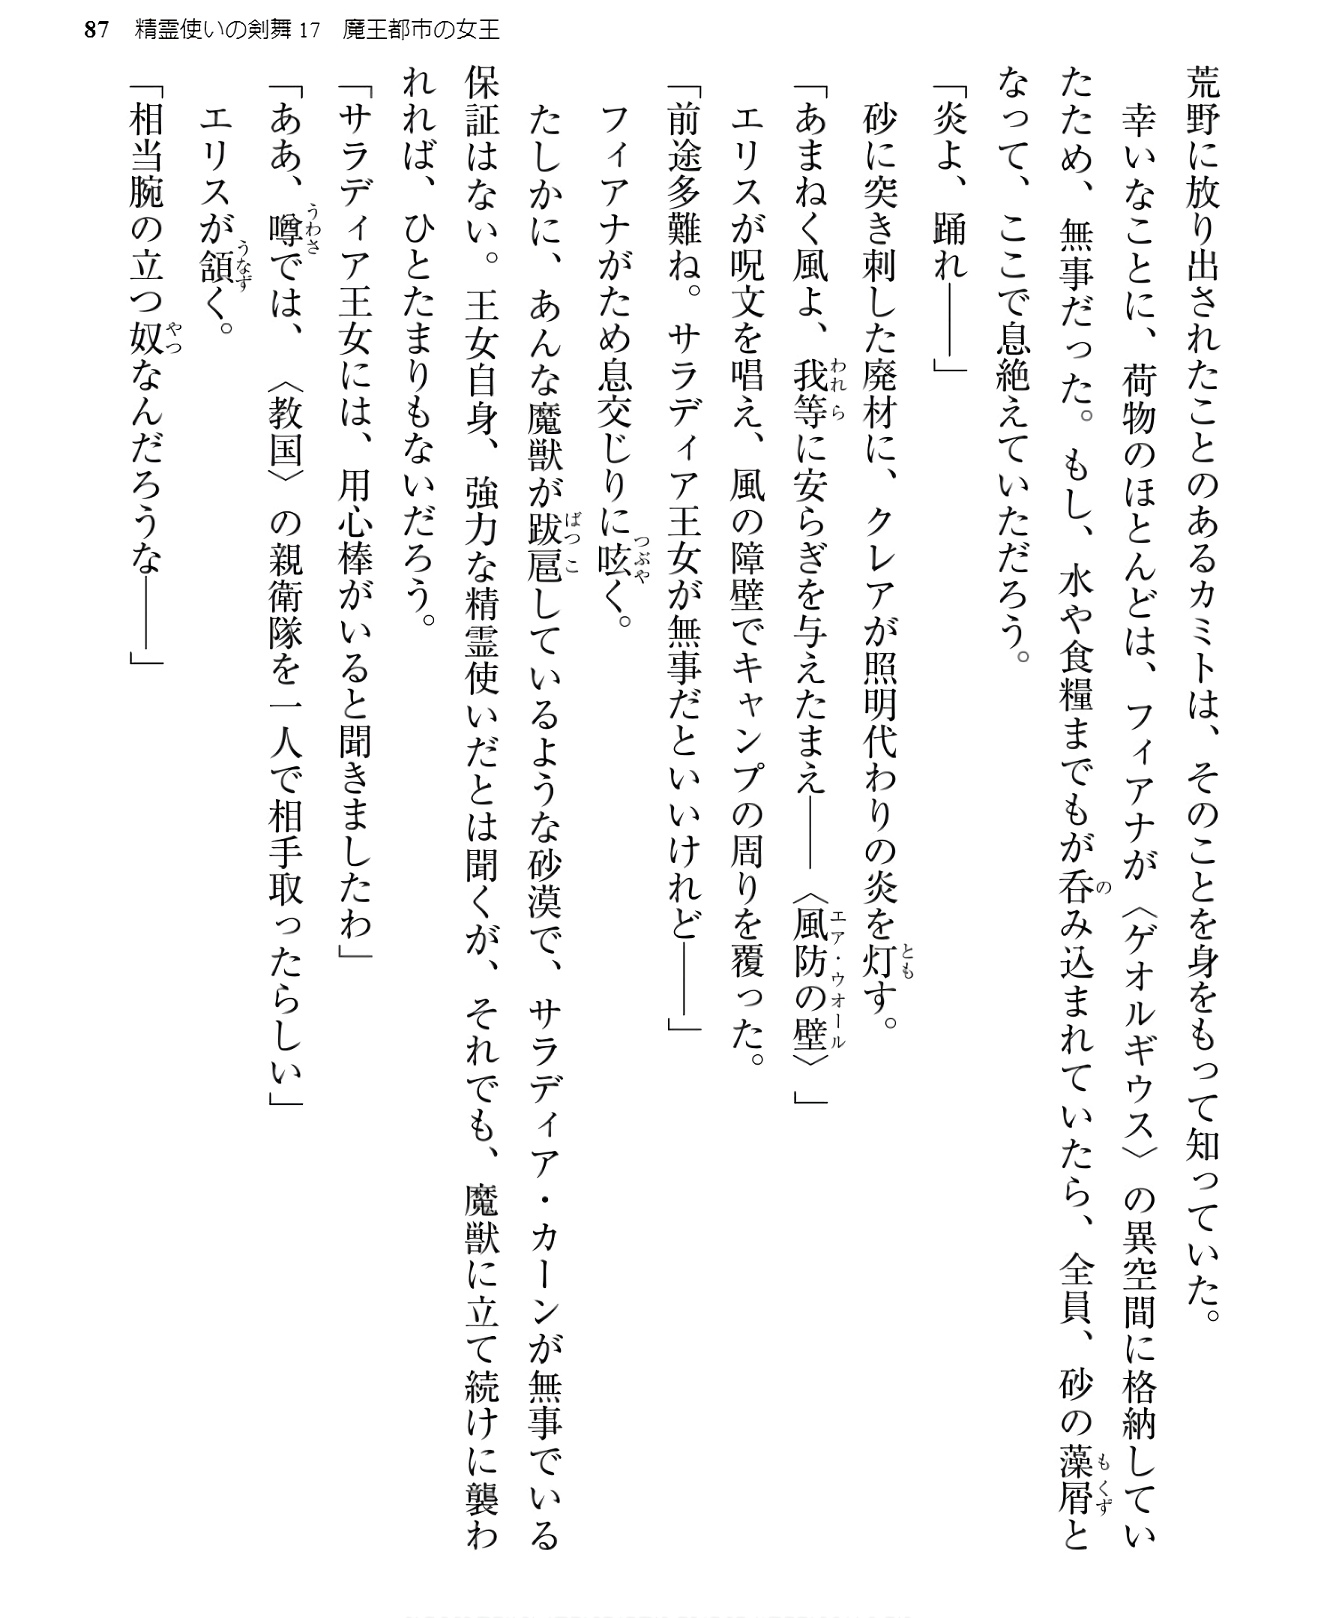 87 精霊使いの剣舞17 魔王都市の女王
荒野に放り出されたことのあるカミトは、そのことを身をもって知っていた。
　幸いなことに、荷物のほとんどは、フィアナが〈ゲオルギウス〉の異空間に格納してい
たため、無事だった。もし、水や食糧までもが呑み込まれていたら、全員、砂の藻屑と
なって、ここで息絶えていただろう。
「炎よ、踊れ――」
　砂に突き刺した廃材に、クレアが照明代わりの炎を灯す。
「あまねく風よ、我等に安らぎを与えたまえ――〈風防の壁〉」
　エリスが呪文を唱え、風の障壁でキャンプの周りを覆った。
「前途多難ね。サラディア王女が無事だといいけれど――」
　フィアナがため息交じりに呟く。
　たしかに、あんな魔獣が跋扈しているような砂漠で、サラディア・カーンが無事でいる
保証はない。王女自身、強力な精霊使いだとは聞くが、それでも、魔獣に立て続けに襲わ
れれば、ひとたまりもないだろう。
「サラディア王女には、用心棒がいると聞きましたわ」
「ああ、噂では、〈教国〉の親衛隊を一人で相手取ったらしい」
　エリスが頷く。
「相当腕の立つ奴なんだろうな――」